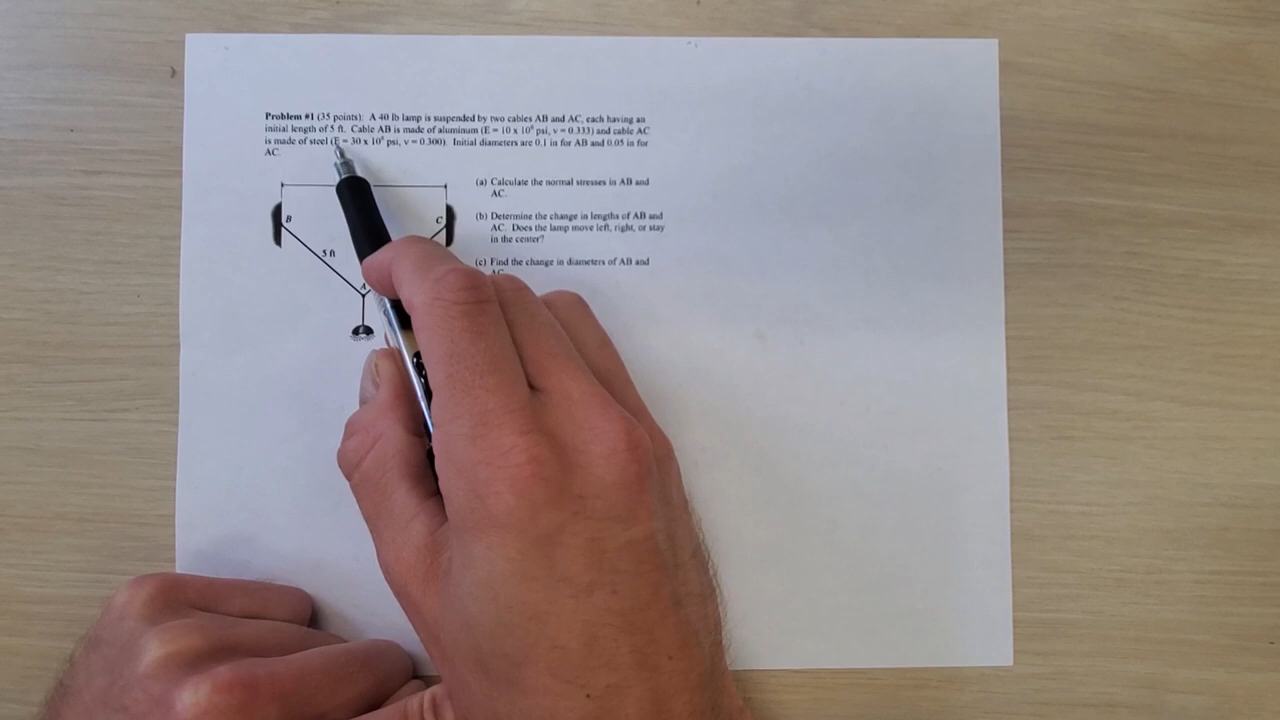 Problem #1 (35 points): A 40 lb lamp is suspended by two cables AB and AC, each having an
initial length of 5 ft. Cable AB is made of aluminum (E = 10 x 10⁶ psi, ν = 0.333) and cable AC
is made of steel (E = 30 x 10⁶ psi, ν = 0.300). Initial diameters are 0.1 in for AB and 0.05 in for
AC.
(a) Calculate the normal stresses in AB and
AC.
B
C
(b) Determine the change in lengths of AB and
AC. Does the lamp move left, right, or stay
in the center?
5 ft
(c) Find the change in diameters of AB and
AC
A